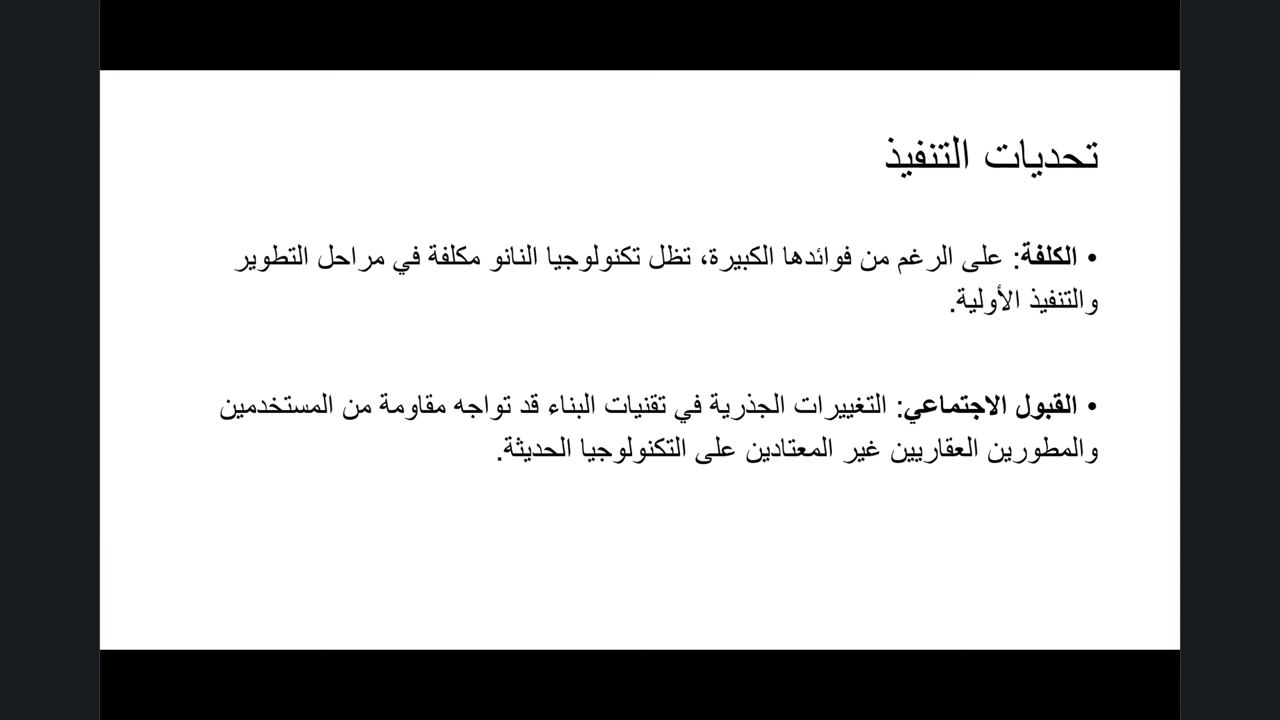 تحديات التنفيذ
• الكلفة: على الرغم من فوائدها الكبيرة، تظل تكنولوجيا النانو مكلفة في مراحل التطوير
والتنفيذ الأولية.
• القبول الاجتماعي: التغييرات الجذرية في تقنيات البناء قد تواجه مقاومة من المستخدمين
والمطورين العقاريين غير المعتادين على التكنولوجيا الحديثة.